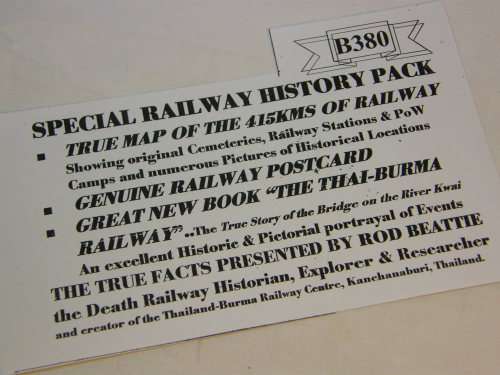 B380
SPECIAL RAILWAY HISTORY PACK
▪ TRUE MAP OF THE 415KMS OF RAILWAY
Showing original Cemeteries, Railway Stations & PoW
Camps and numerous Pictures of Historical Locations
▪ GENUINE RAILWAY POSTCARD
▪ GREAT NEW BOOK "THE THAI-BURMA
RAILWAY"..The True Story of the Bridge on the River Kwai
An excellent Historic & Pictorial portrayal of Events
THE TRUE FACTS PRESENTED BY ROD BEATTIE
the Death Railway Historian, Explorer & Researcher
and creator of the Thailand-Burma Railway Centre, Kanchanaburi, Thailand.